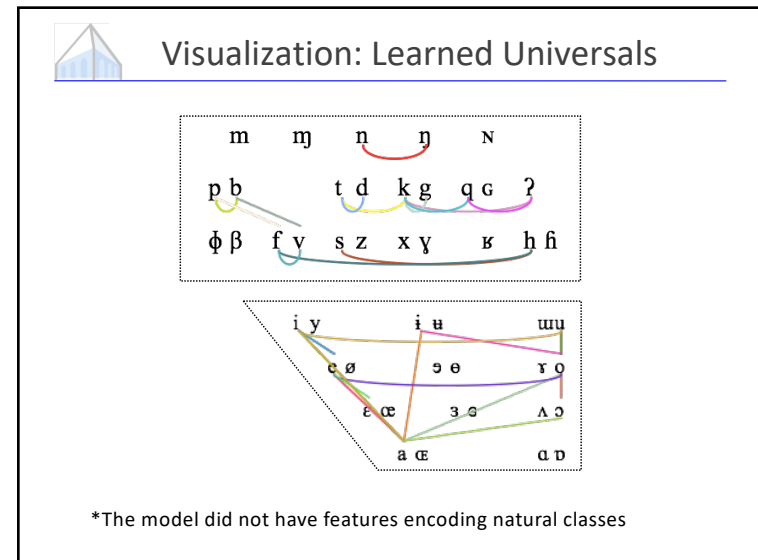 Visualization: Learned Universals
m ɱ n ŋ ɴ
p b t d k g q ɢ ʔ
ɸ β f v s z x ɣ ʁ h ɦ
i y ɨ ʉ ɯ u
e ø ɘ ɵ ɤ o
ɛ œ ɜ ɞ ʌ ɔ
a ɶ ɑ ɒ
*The model did not have features encoding natural classes